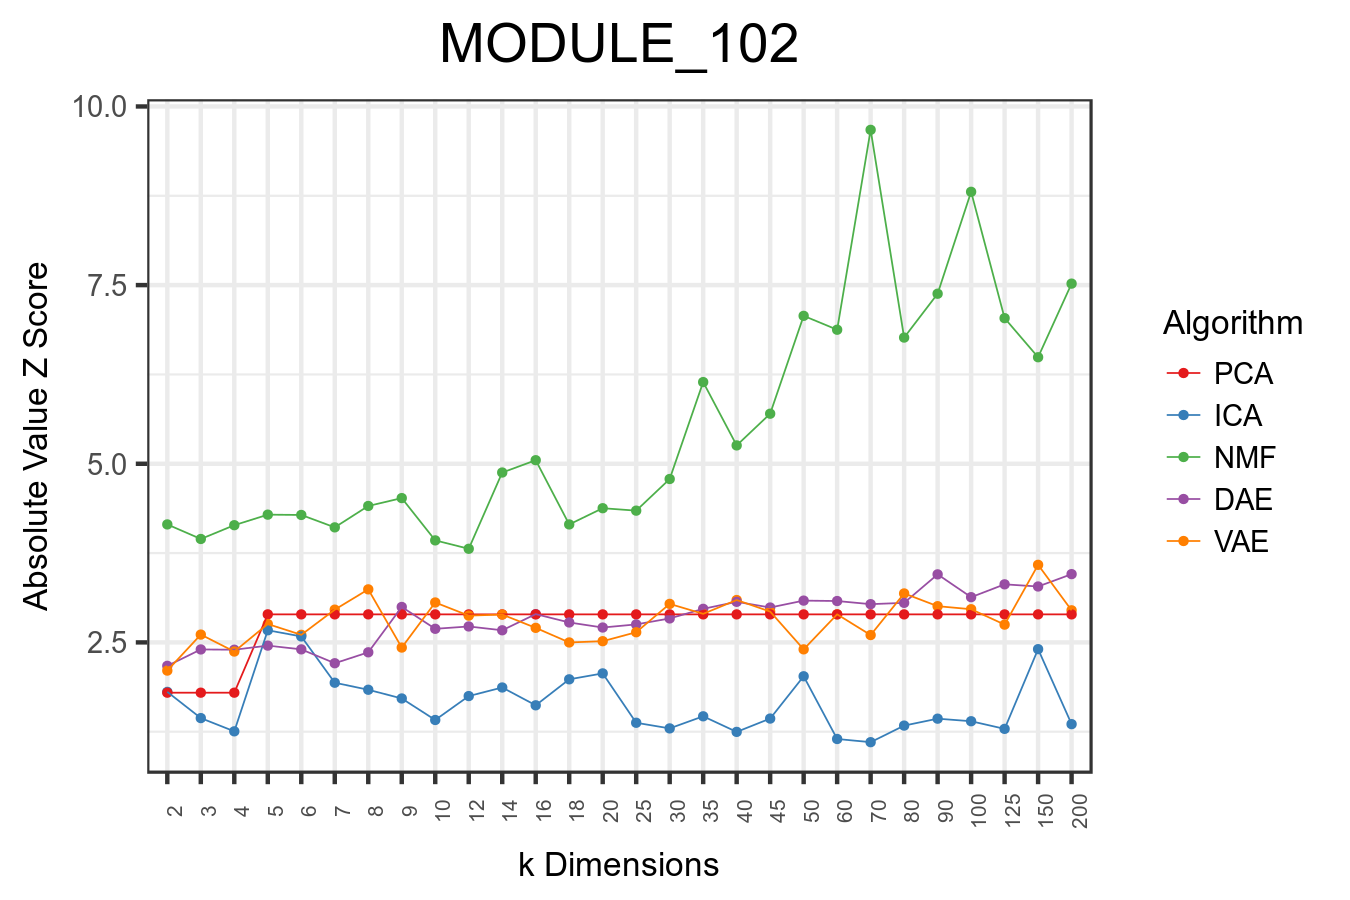 MODULE_102
10.0
7.5
5.0
2.5
Absolute Value Z Score
2 3 4 5 6 7 8 9 10 12 14 16 18 20 25 30 35 40 45 50 60 70 80 90 100 125 150 200
k Dimensions
Algorithm
PCA
ICA
NMF
DAE
VAE